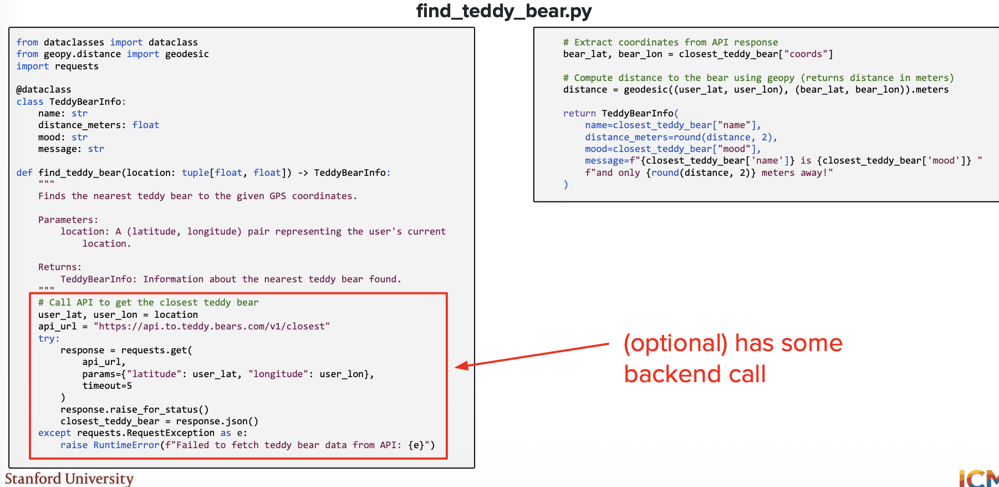 find_teddy_bear.py
from dataclasses import dataclass
from geopy.distance import geodesic
import requests
@dataclass
class TeddyBearInfo:
    name: str
    distance_meters: float
    mood: str
    message: str
def find_teddy_bear(location: tuple[float, float]) -> TeddyBearInfo:
    """
    Finds the nearest teddy bear to the given GPS coordinates.
    Parameters:
        location: A (latitude, longitude) pair representing the user's current
            location.
    Returns:
        TeddyBearInfo: Information about the nearest teddy bear found.
    """
    # Call API to get the closest teddy bear
    user_lat, user_lon = location
    api_url = "https://api.to.teddy.bears.com/v1/closest"
    try:
        response = requests.get(
            api_url,
            params={"latitude": user_lat, "longitude": user_lon},
            timeout=5
        )
        response.raise_for_status()
        closest_teddy_bear = response.json()
    except requests.RequestException as e:
        raise RuntimeError(f"Failed to fetch teddy bear data from API: {e}")
    # Extract coordinates from API response
    bear_lat, bear_lon = closest_teddy_bear["coords"]
    # Compute distance to the bear using geopy (returns distance in meters)
    distance = geodesic((user_lat, user_lon), (bear_lat, bear_lon)).meters
    return TeddyBearInfo(
        name=closest_teddy_bear["name"],
        distance_meters=round(distance, 2),
        mood=closest_teddy_bear["mood"],
        message=f"{closest_teddy_bear['name']} is {closest_teddy_bear['mood']} "
        f"and only {round(distance, 2)} meters away!"
    )
(optional) has some
backend call
Stanford University
ICM